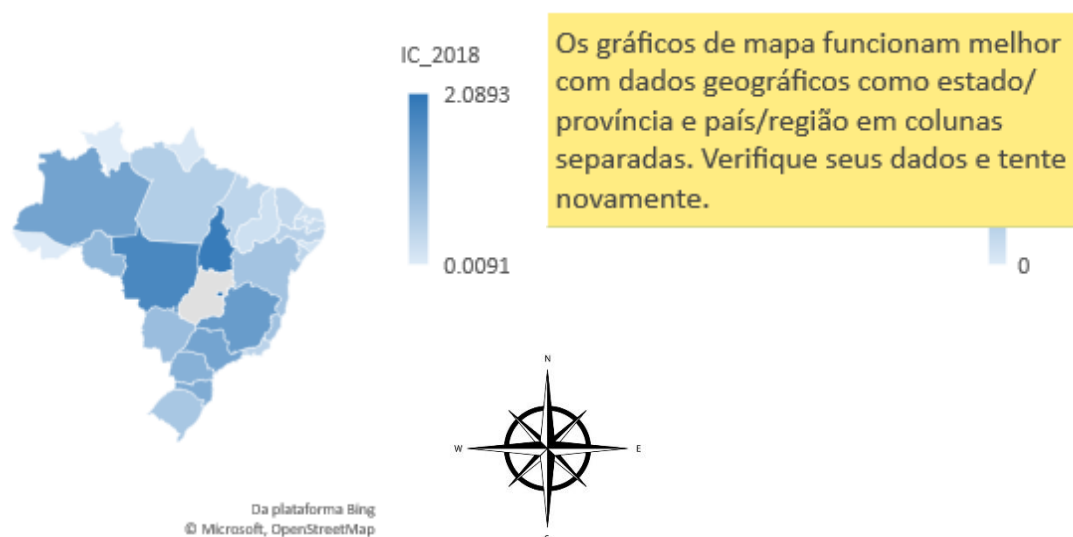 IC_2018
2.0893
0.0091
Os gráficos de mapa funcionam melhor
com dados geográficos como estado/
província e país/região em colunas
separadas. Verifique seus dados e tente
novamente.
0
N
W
E
Da plataforma Bing
© Microsoft, OpenStreetMap